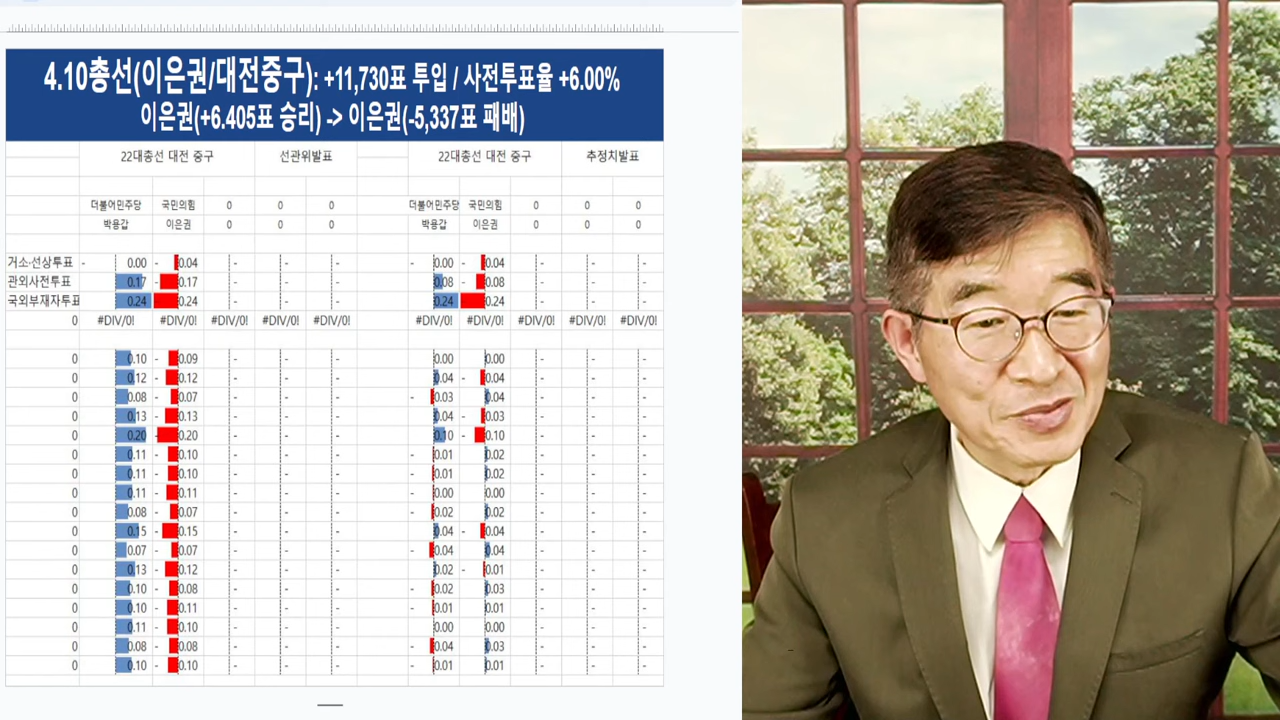 4.10총선(이은권/대전중구): +11,730표 투입 / 사전투표율 +6.00%
이은권(+6.405표 승리) -> 이은권(-5,337표 패배)
22대총선 대전 중구 선관위발표 22대총선 대전 중구 추정치발표
더불어민주당 국민의힘 0 0 0 더불어민주당 국민의힘 0 0 0
박용갑 이은권 0 0 0 박용갑 이은권 0 0 0
거소·선상투표 - 0.00 - 0.04 - - - 0.00 - 0.04 - - -
관외사전투표 0.17 - 0.17 - - - 0.08 - 0.08 - - -
국외부재자투표 0.24 - 0.24 - - - 0.24 - 0.24 - - -
0 #DIV/0! #DIV/0! #DIV/0! #DIV/0! #DIV/0! #DIV/0! #DIV/0! #DIV/0! #DIV/0! #DIV/0!
0 0.10 - 0.09 - - - 0.00 0.00 - - -
0 0.12 - 0.12 - - - 0.04 - 0.04 - - -
0 0.08 - 0.07 - - - - 0.03 0.04 - - -
0 0.13 - 0.13 - - - 0.04 - 0.03 - - -
0 0.20 - 0.20 - - - 0.10 - 0.10 - - -
0 0.11 - 0.10 - - - - 0.01 0.02 - - -
0 0.11 - 0.10 - - - - 0.01 0.02 - - -
0 0.11 - 0.11 - - - - 0.00 0.00 - - -
0 0.08 - 0.07 - - - - 0.02 0.02 - - -
0 0.15 - 0.15 - - - 0.04 - 0.04 - - -
0 0.07 - 0.07 - - - - 0.04 0.04 - - -
0 0.13 - 0.12 - - - 0.02 - 0.01 - - -
0 0.10 - 0.08 - - - - 0.02 0.03 - - -
0 0.10 - 0.11 - - - - 0.01 0.01 - - -
0 0.11 - 0.10 - - - 0.00 0.00 - - -
0 0.08 - 0.08 - - - - 0.04 0.03 - - -
0 0.10 - 0.10 - - - - 0.01 0.01 - - -